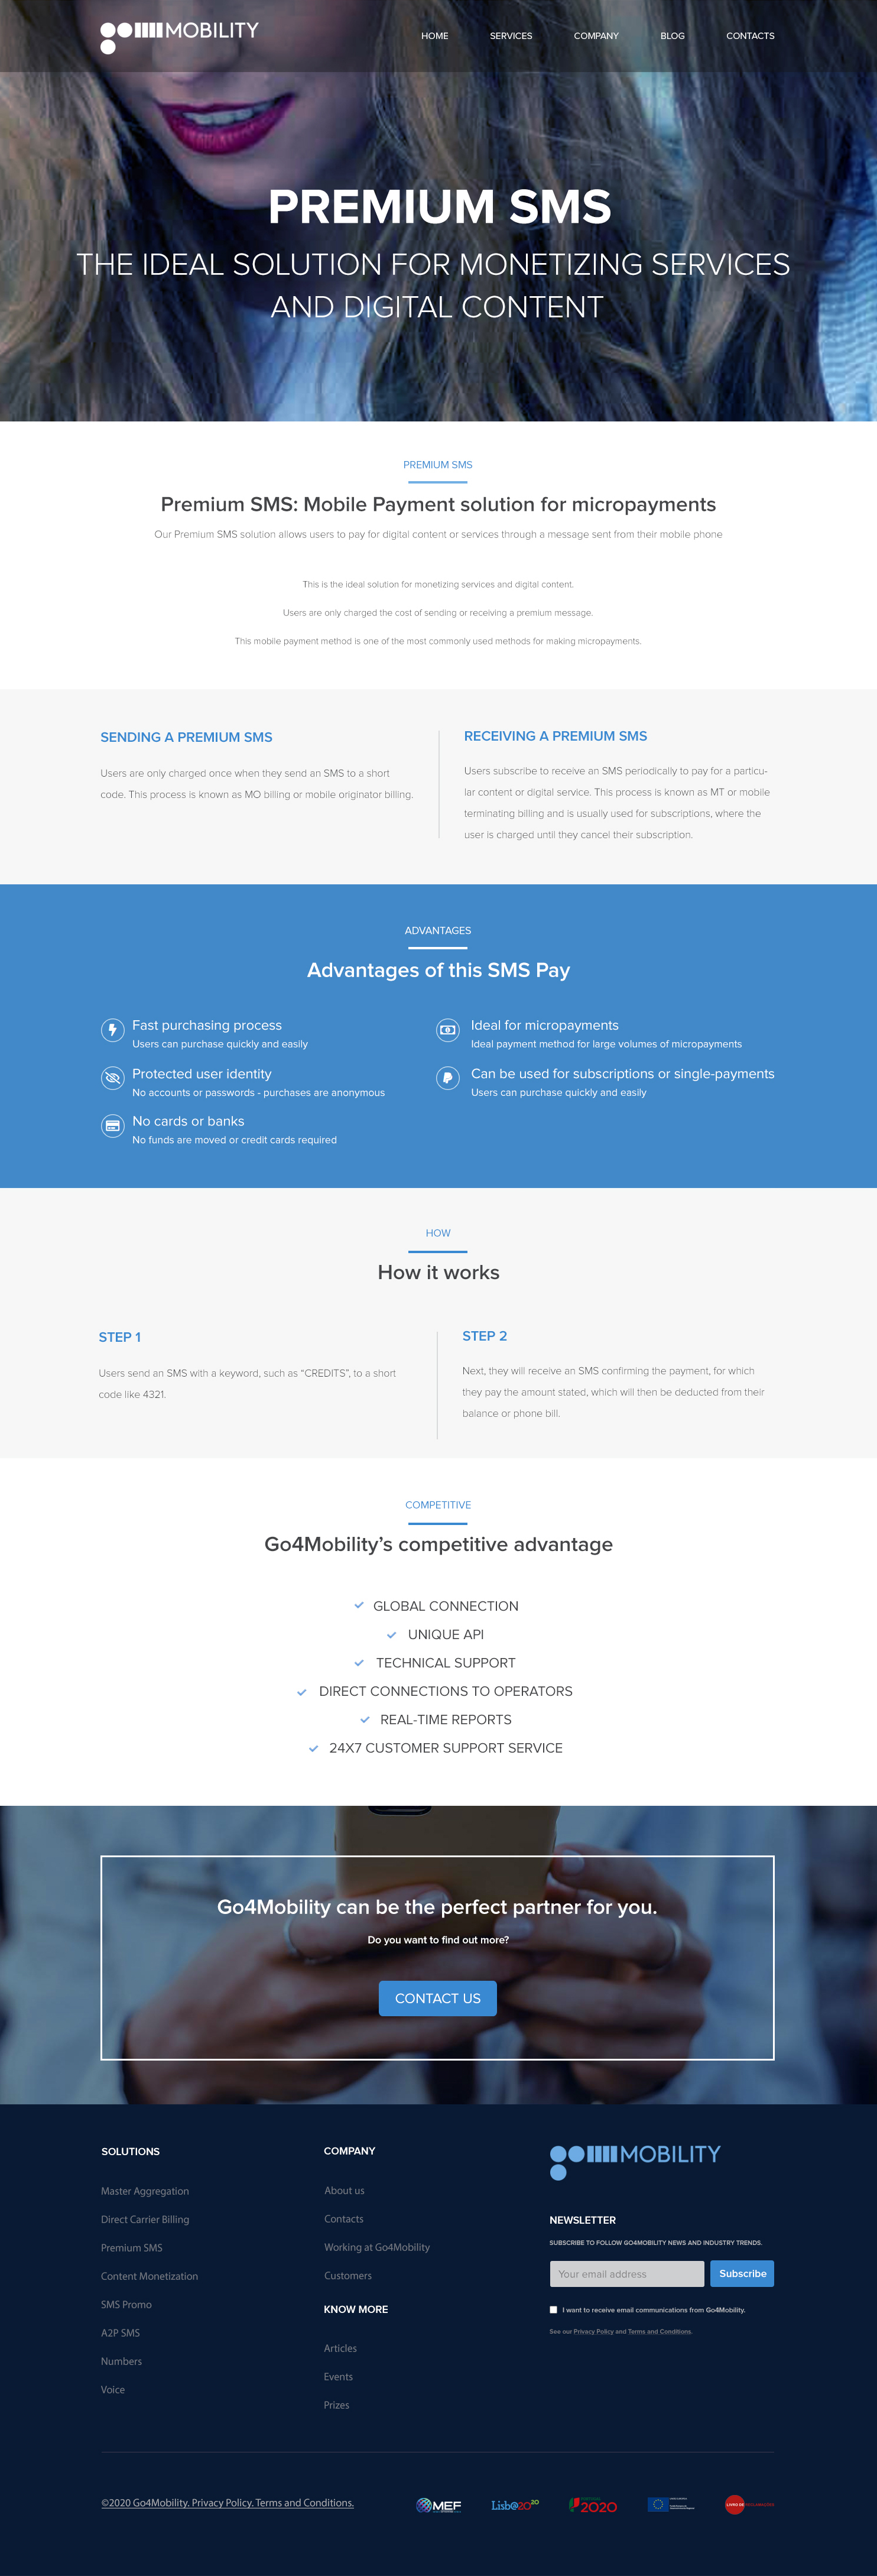 MOBILITY
HOME
SERVICES
COMPANY
BLOG
CONTACTS
PREMIUM SMS
THE IDEAL SOLUTION FOR MONETIZING SERVICES
AND DIGITAL CONTENT
PREMIUM SMS
Premium SMS: Mobile Payment solution for micropayments
Our Premium SMS solution allows users to pay for digital content or services through a message sent from their mobile phone
This is the ideal solution for monetizing services and digital content.
Users are only charged the cost of sending or receiving a premium message.
This mobile payment method is one of the most commonly used methods for making micropayments.
SENDING A PREMIUM SMS
Users are only charged once when they send an SMS to a short
code. This process is known as MO billing or mobile originator billing.
RECEIVING A PREMIUM SMS
Users subscribe to receive an SMS periodically to pay for a particu-
lar content or digital service. This process is known as MT or mobile
terminating billing and is usually used for subscriptions, where the
user is charged until they cancel their subscription.
ADVANTAGES
Advantages of this SMS Pay
Fast purchasing process
Users can purchase quickly and easily
Protected user identity
No accounts or passwords - purchases are anonymous
No cards or banks
No funds are moved or credit cards required
Ideal for micropayments
Ideal payment method for large volumes of micropayments
Can be used for subscriptions or single-payments
Users can purchase quickly and easily
HOW
How it works
STEP 1
Users send an SMS with a keyword, such as “CREDITS”, to a short
code like 4321.
STEP 2
Next, they will receive an SMS confirming the payment, for which
they pay the amount stated, which will then be deducted from their
balance or phone bill.
COMPETITIVE
Go4Mobility’s competitive advantage
GLOBAL CONNECTION
UNIQUE API
TECHNICAL SUPPORT
DIRECT CONNECTIONS TO OPERATORS
REAL-TIME REPORTS
24X7 CUSTOMER SUPPORT SERVICE
Go4Mobility can be the perfect partner for you.
Do you want to find out more?
CONTACT US
SOLUTIONS
Master Aggregation
Direct Carrier Billing
Premium SMS
Content Monetization
SMS Promo
A2P SMS
Numbers
Voice
COMPANY
About us
Contacts
Working at Go4Mobility
Customers
KNOW MORE
Articles
Events
Prizes
MOBILITY
NEWSLETTER
SUBSCRIBE TO FOLLOW GO4MOBILITY NEWS AND INDUSTRY TRENDS.
Your email address
Subscribe
I want to receive email communications from Go4Mobility.
See our Privacy Policy and Terms and Conditions.
©2020 Go4Mobility. Privacy Policy. Terms and Conditions.
MEF
Lisb@2020
2020
LIVRO DE RECLAMAÇÕES